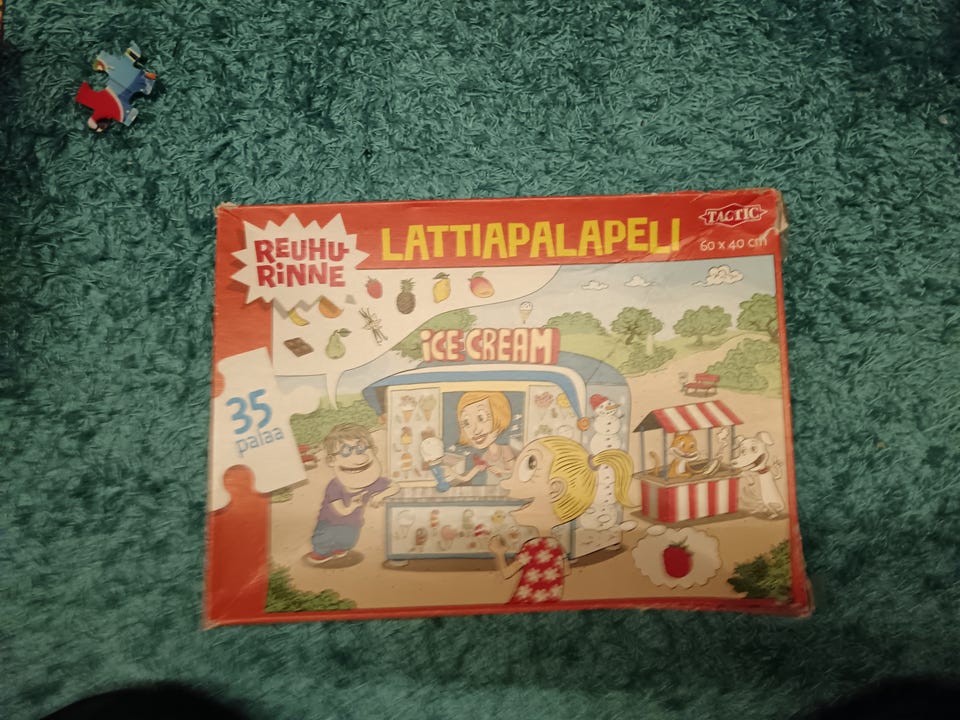 REUHU-
RINNE
LATTIAPALAPELI
TACTIC
60 x 40 cm
ICE CREAM
35
palaa